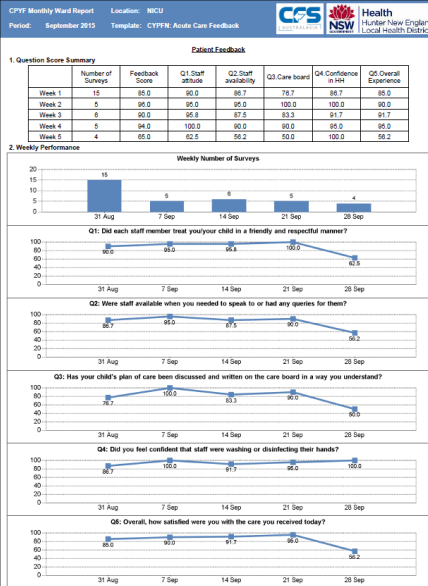 CPYF Monthly Ward Report Location: NICU
Period: September 2015 Template: CYPFN: Acute Care Feedback
NSW
GOVERNMENT
Health
Hunter New England
Local Health District
Patient Feedback
1. Question Score Summary
Number of Surveys Feedback Score Q1.Staff attitude Q2.Staff availability Q3.Care board Q4.Confidence in HH Q5.Overall Experience
Week 1 15 85.0 90.0 86.7 76.7 86.7 85.0
Week 2 5 96.0 95.0 95.0 100.0 100.0 90.0
Week 3 6 90.0 95.8 87.5 83.3 91.7 91.7
Week 4 5 94.0 100.0 90.0 90.0 95.0 95.0
Week 5 4 65.0 62.5 56.2 50.0 100.0 56.2
2. Weekly Performance
Weekly Number of Surveys
20
15
10
5
0
15 5 6 5 4
31 Aug 7 Sep 14 Sep 21 Sep 28 Sep
Q1: Did each staff member treat you/your child in a friendly and respectful manner?
100
80
60
40
20
0
90.0 95.0 95.8 100.0 62.5
31 Aug 7 Sep 14 Sep 21 Sep 28 Sep
Q2: Were staff available when you needed to speak to or had any queries for them?
100
80
60
40
20
0
86.7 95.0 87.5 90.0 56.2
31 Aug 7 Sep 14 Sep 21 Sep 28 Sep
Q3: Has your child's plan of care been discussed and written on the care board in a way you understand?
100
80
60
40
20
0
76.7 100.0 83.3 90.0 50.0
31 Aug 7 Sep 14 Sep 21 Sep 28 Sep
Q4: Did you feel confident that staff were washing or disinfecting their hands?
100
80
60
40
20
0
86.7 100.0 91.7 95.0 100.0
31 Aug 7 Sep 14 Sep 21 Sep 28 Sep
Q5: Overall, how satisfied were you with the care you received today?
100
80
60
40
20
0
85.0 90.0 91.7 95.0 56.2
31 Aug 7 Sep 14 Sep 21 Sep 28 Sep